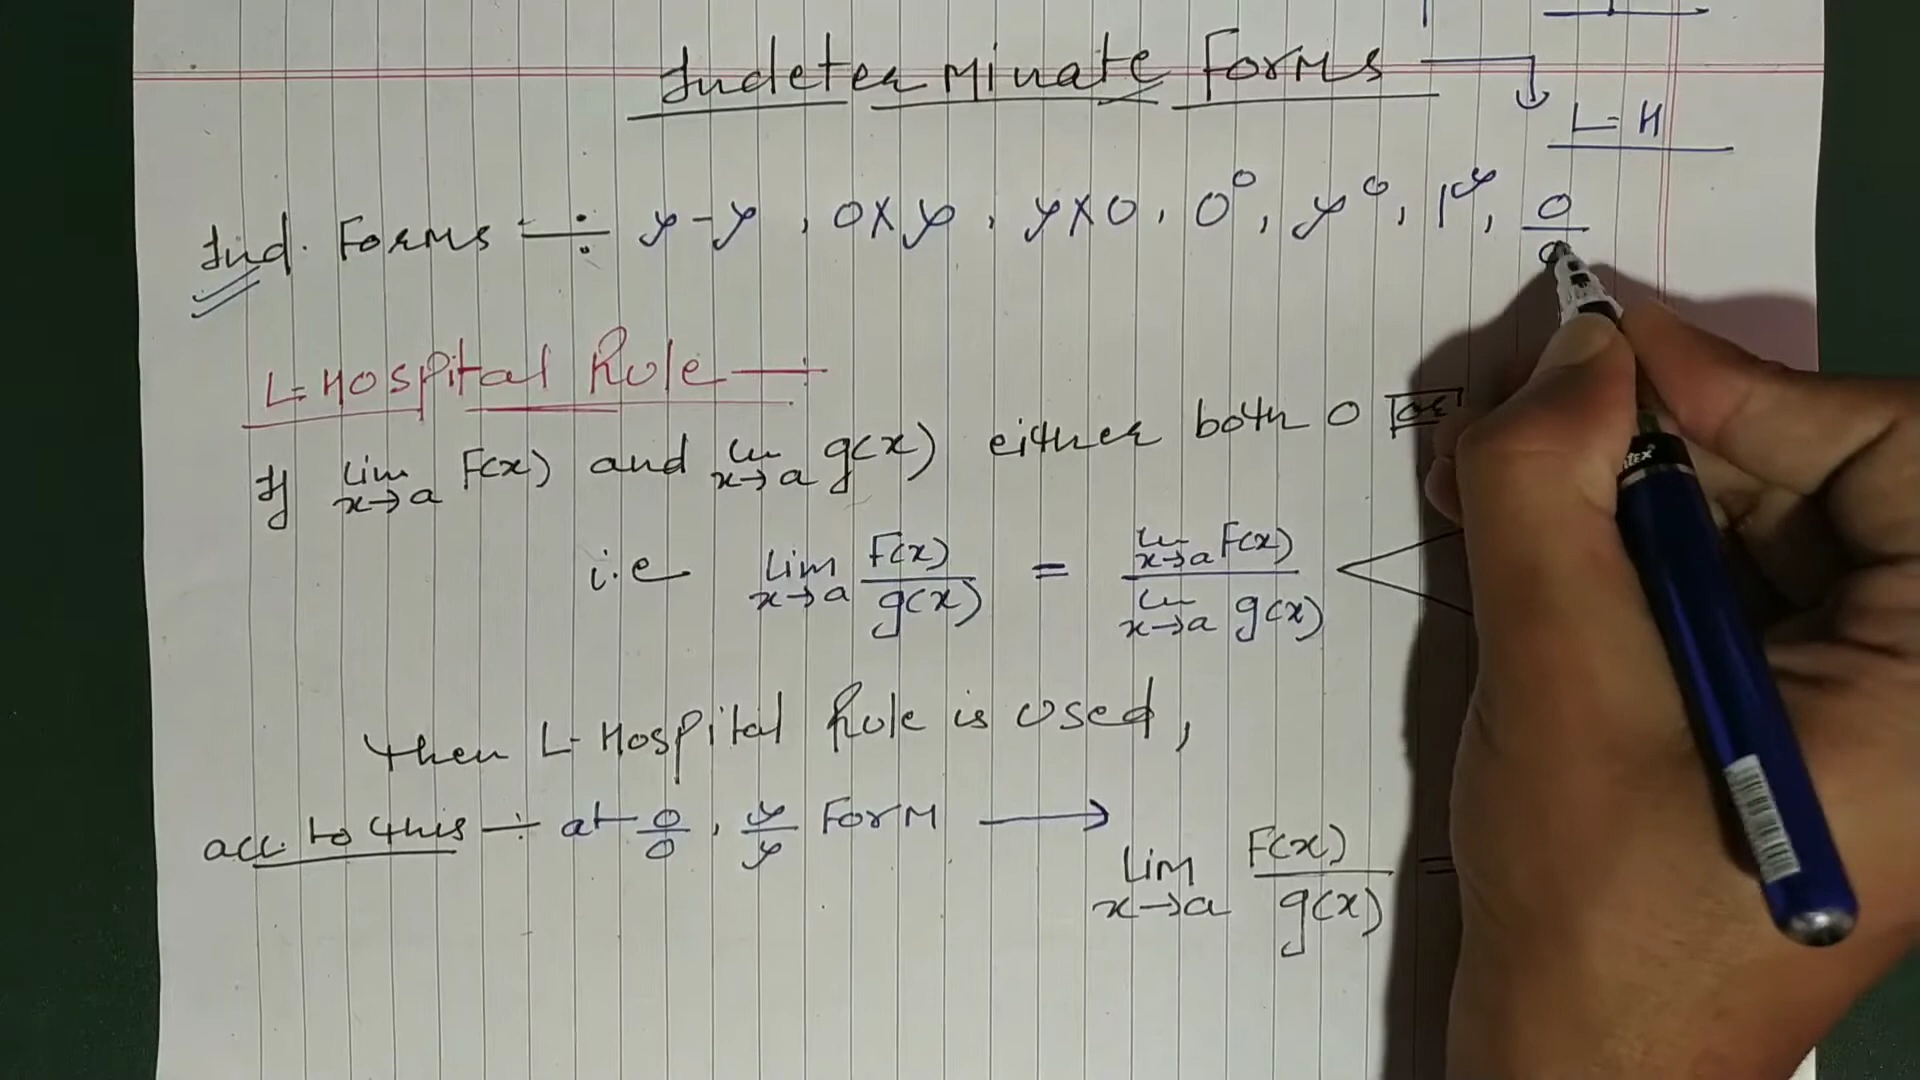 Indeterminate Forms
L-H
Ind. Forms ÷ ∞-∞, 0×∞, ∞×0, 0⁰, ∞⁰, 1^∞, 0/0
L-Hospital Rule —
If lim x→a F(x) and lim x→a g(x) either both 0 or
i.e lim x→a F(x)/g(x) = lim x→a F(x) / lim x→a g(x)
then L-Hospital Rule is used,
acc. to this ÷ at 0/0, ∞/∞ Form → lim x→a F(x)/g(x) =